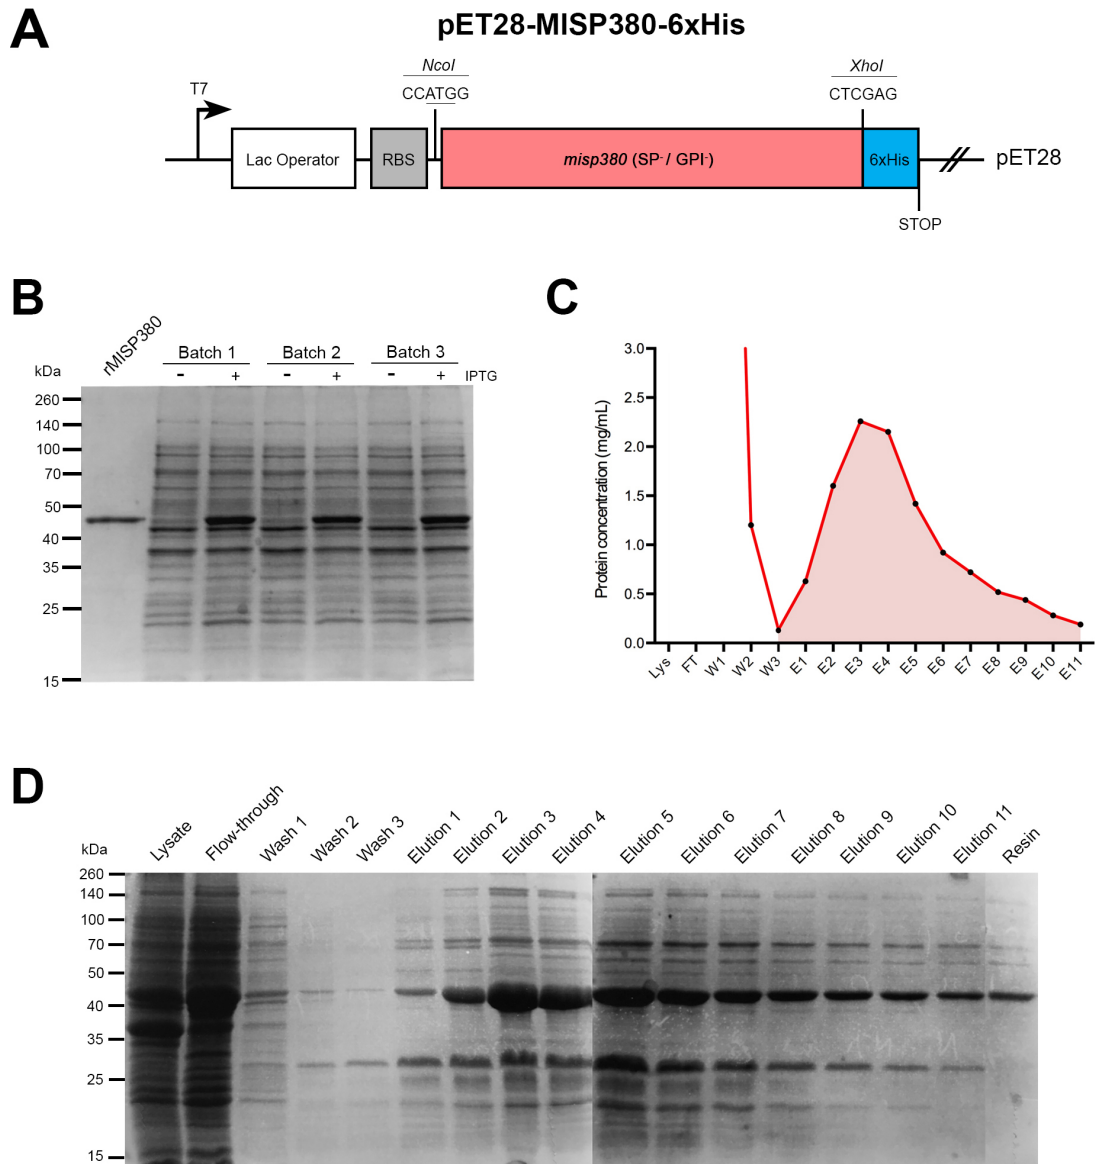 A
pET28-MISP380-6xHis
NcoI
XhoI
T7
CCATGG
CTCGAG
Lac Operator
RBS
misp380 (SP⁻ / GPI⁻)
6xHis
pET28
STOP
B
rMISP380
Batch 1
Batch 2
Batch 3
kDa
- + - + - + IPTG
260
140
100
70
50
40
35
25
15
C
Protein concentration (mg/mL)
3.0
2.5
2.0
1.5
1.0
0.5
0.0
Lys FT W1 W2 W3 E1 E2 E3 E4 E5 E6 E7 E8 E9 E10 E11
D
kDa
Lysate
Flow-through
Wash 1
Wash 2
Wash 3
Elution 1
Elution 2
Elution 3
Elution 4
Elution 5
Elution 6
Elution 7
Elution 8
Elution 9
Elution 10
Elution 11
Resin
260
140
100
70
50
40
35
25
15